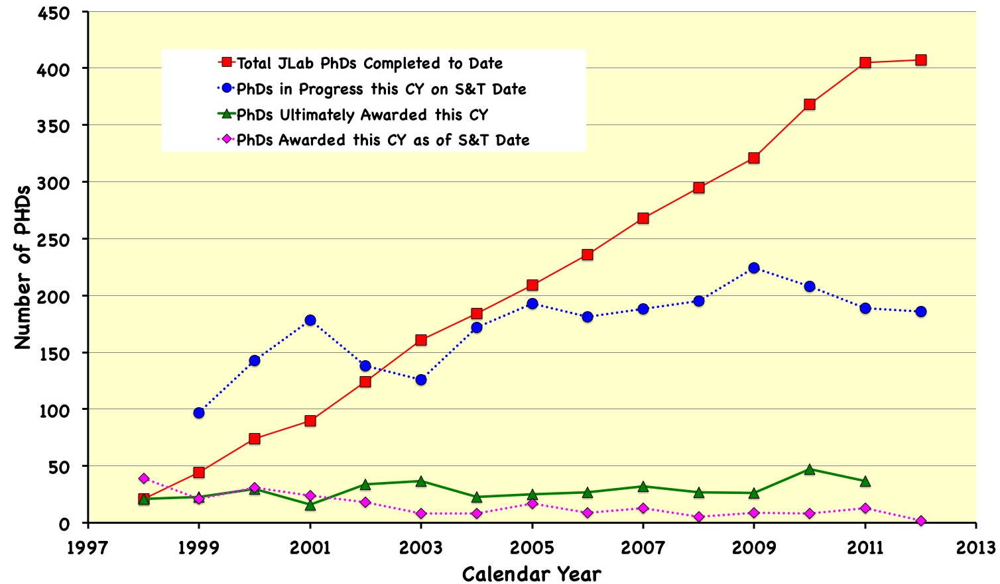 450
400
350
300
250
200
150
100
50
0
Number of PHDs
Total JLab PhDs Completed to Date
PhDs in Progress this CY on S&T Date
PhDs Ultimately Awarded this CY
PhDs Awarded this CY as of S&T Date
1997 1999 2001 2003 2005 2007 2009 2011 2013
Calendar Year